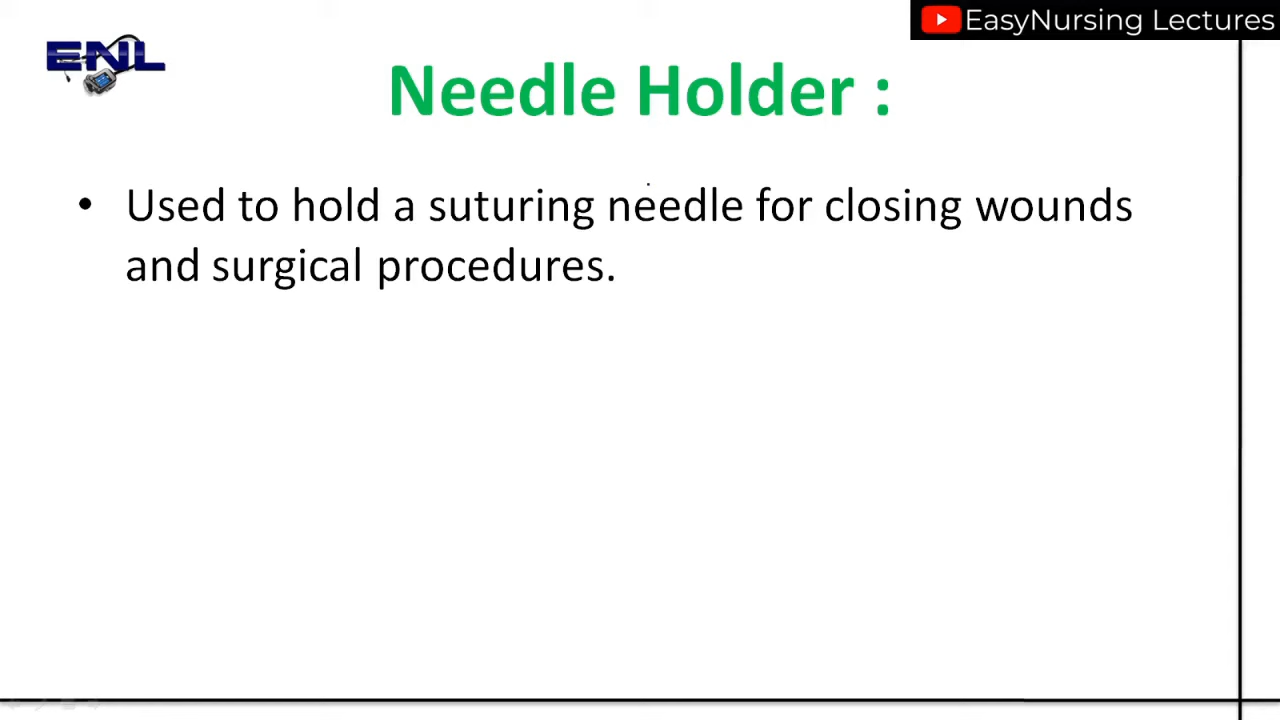 EasyNursing Lectures
ENL
Needle Holder :
• Used to hold a suturing needle for closing wounds
and surgical procedures.